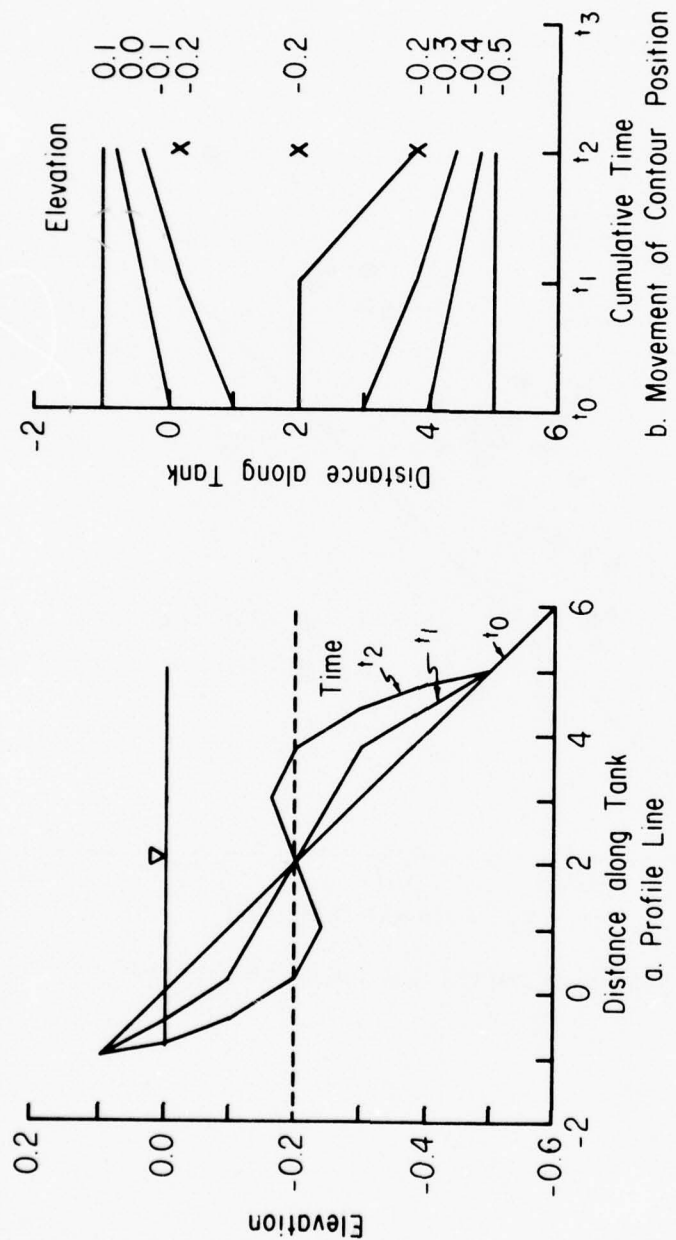 0.2
0.0
-0.2
-0.4
-0.6
Elevation
-2
0
2
4
6
Time
t2
t1
t0
Distance along Tank
a. Profile Line
-2
0
2
4
6
Distance along Tank
Elevation
0.1
0.0
-0.1
-0.2
-0.2
-0.2
-0.3
-0.4
-0.5
t0
t1
t2
t3
Cumulative Time
b. Movement of Contour Position